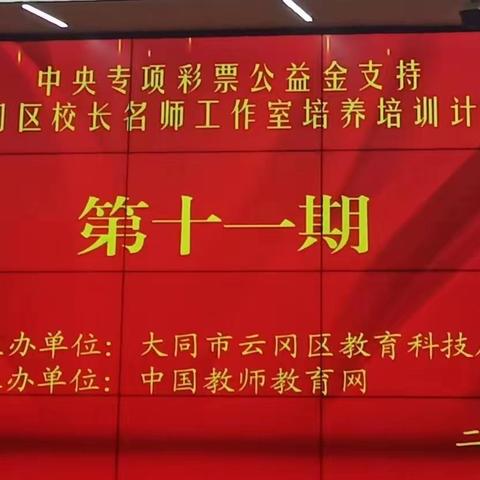 中央专项彩票公益金支持
冈区校长名师工作室培养培训计
第十一期
办单位：大同市云冈区教育科技
办单位：中国教师教育网
二